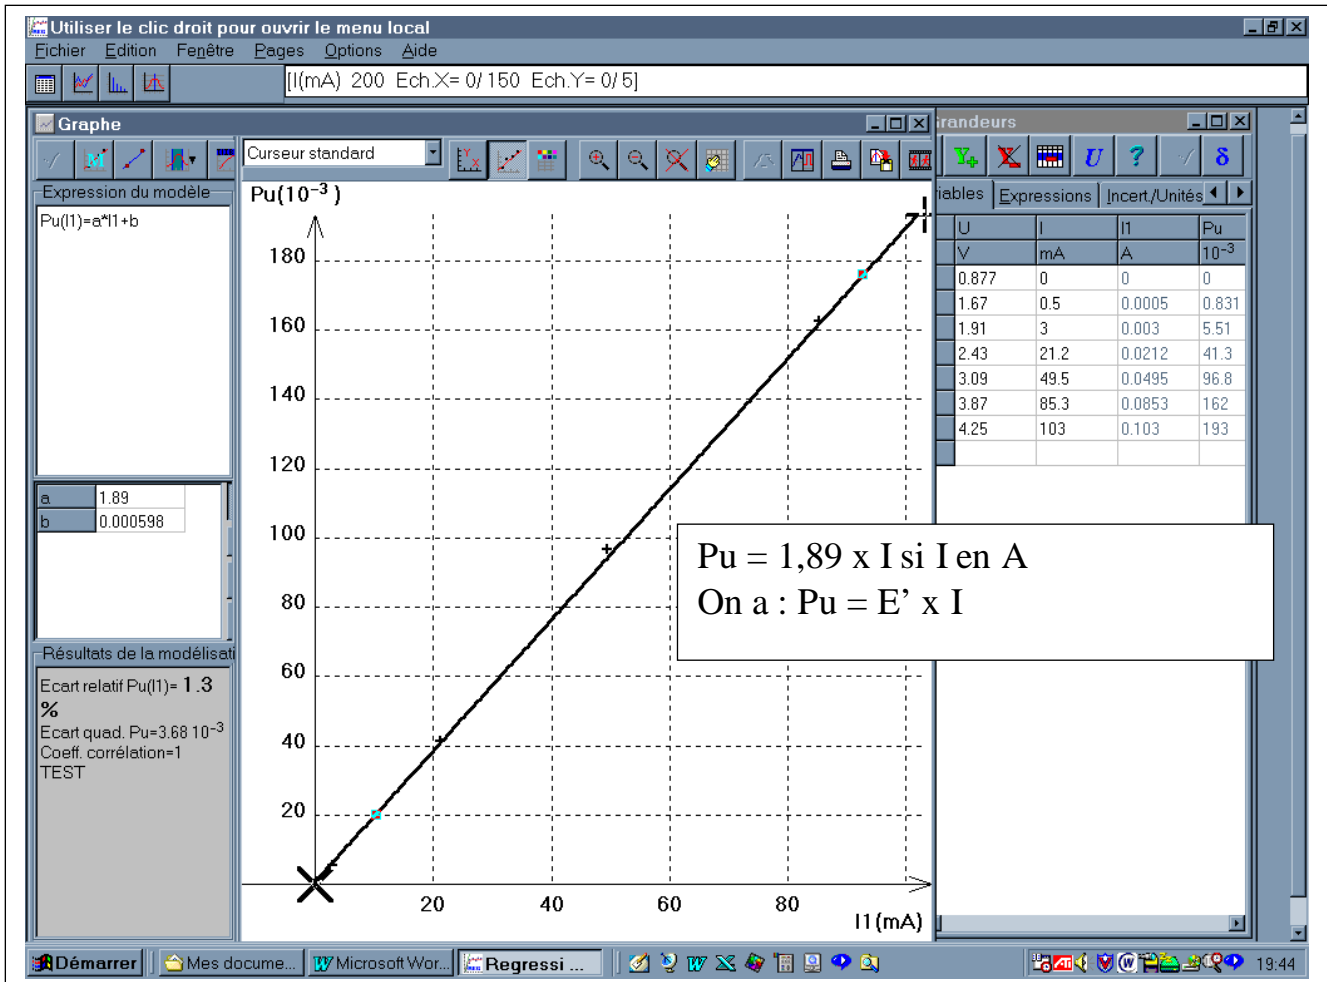 Utiliser le clic droit pour ouvrir le menu local
Fichier Edition Fenêtre Pages Options Aide
[I(mA) 200 Ech.X= 0/150 Ech.Y= 0/5]
Graphe
Curseur standard
Expression du modèle
Pu(I1)=a*I1+b
a 1.89
b 0.000598
Résultats de la modélisati
Ecart relatif Pu(I1)= 1.3
%
Ecart quad. Pu=3.68 10⁻³
Coeff. corrélation=1
TEST
Pu(10⁻³)
180
160
140
120
100
80
60
40
20
20 40 60 80
I1(mA)
randeurs
iables Expressions Incert./Unités
U I I1 Pu
V mA A 10⁻³
0.877 0 0 0
1.67 0.5 0.0005 0.831
1.91 3 0.003 5.51
2.43 21.2 0.0212 41.3
3.09 49.5 0.0495 96.8
3.87 85.3 0.0853 162
4.25 103 0.103 193
Pu = 1,89 x I si I en A
On a : Pu = E’ x I
Démarrer Mes docume... Microsoft Wor... Regressi ... 19:44